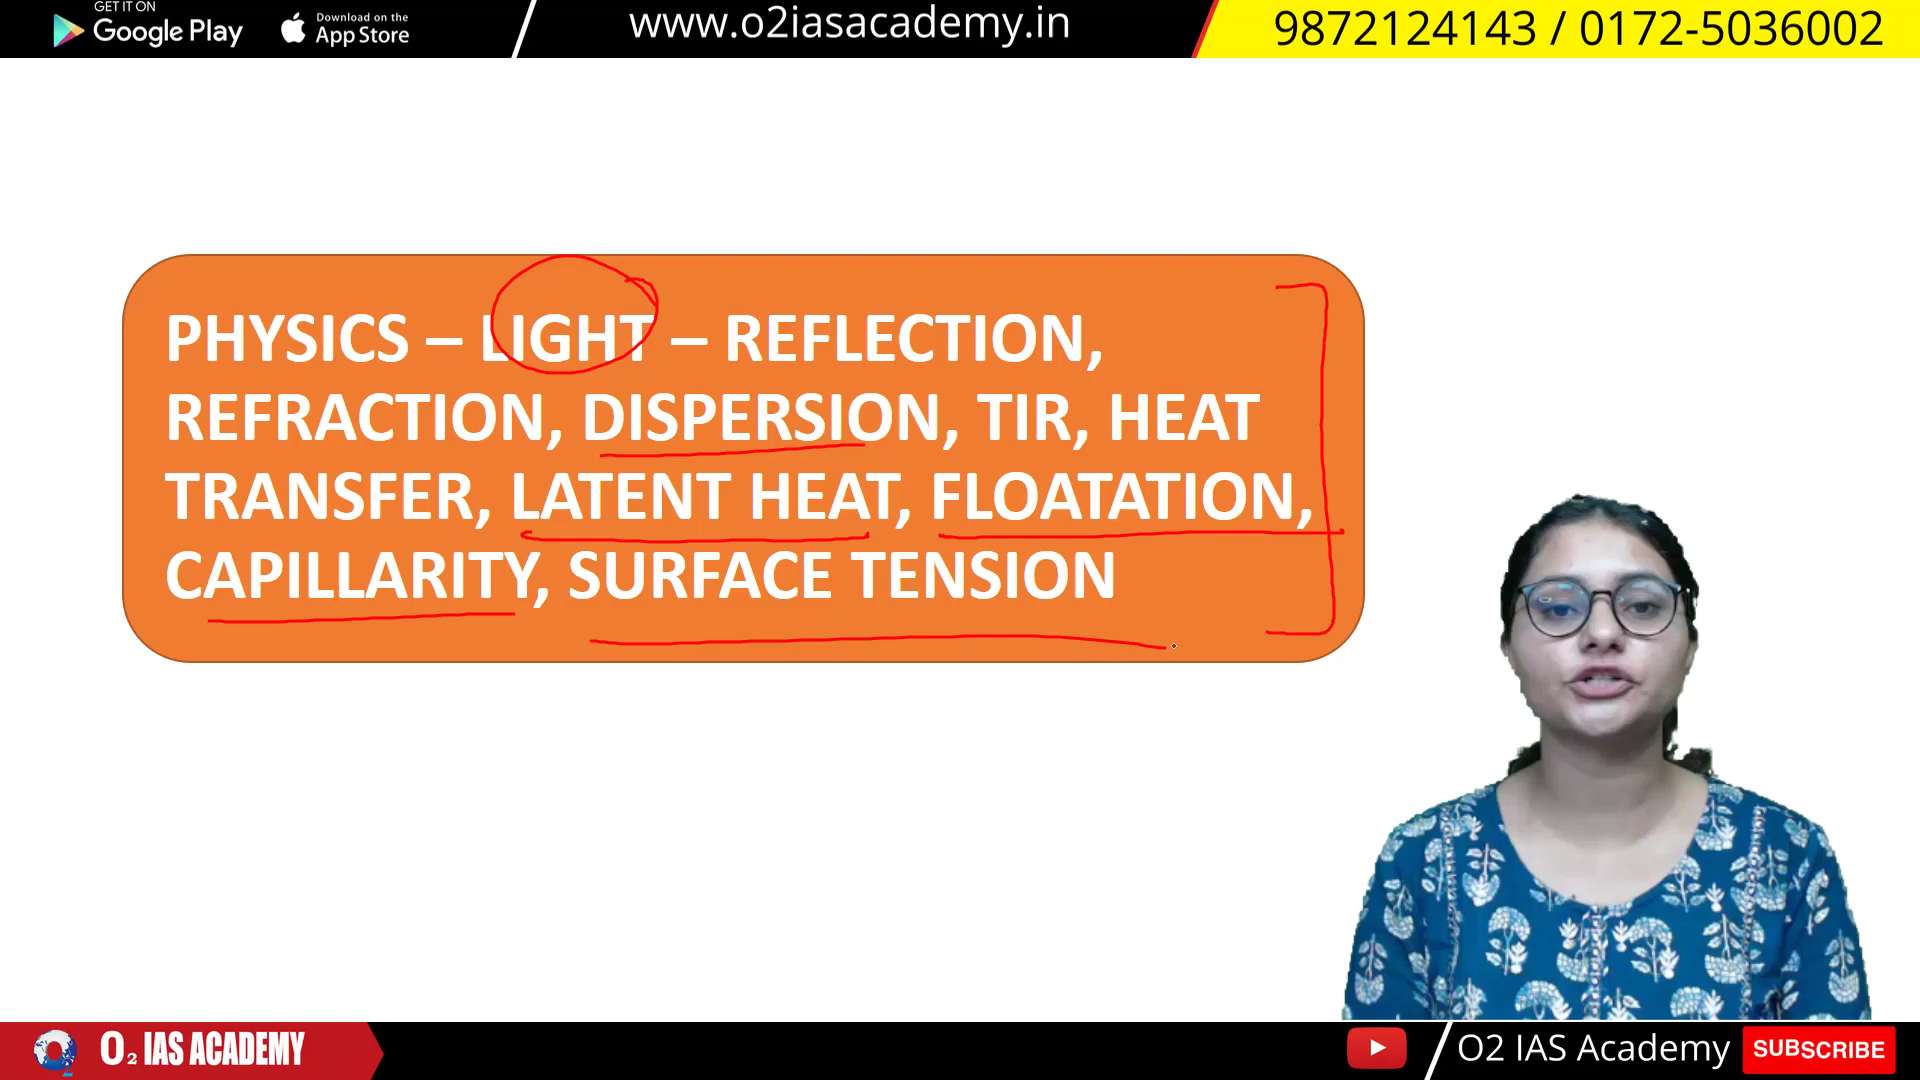 GET IT ON
Google Play
Download on the
App Store
www.o2iasacademy.in
9872124143 / 0172-5036002
PHYSICS – LIGHT – REFLECTION,
REFRACTION, DISPERSION, TIR, HEAT
TRANSFER, LATENT HEAT, FLOATATION,
CAPILLARITY, SURFACE TENSION
O2 IAS ACADEMY
O2 IAS Academy
SUBSCRIBE